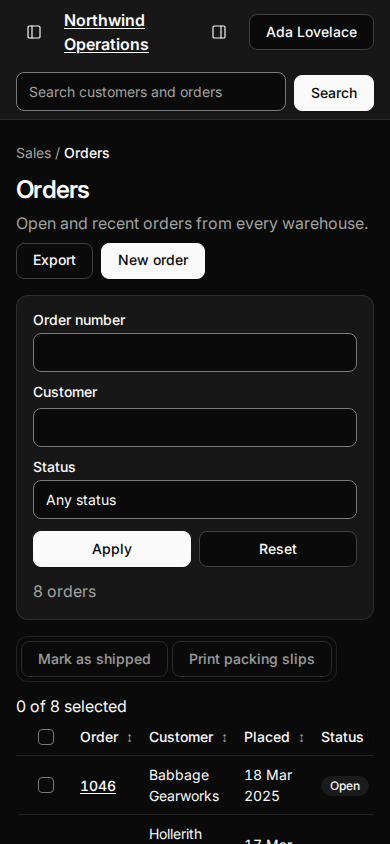 Northwind
Operations
Ada Lovelace
Search customers and orders
Search
Sales / Orders
Orders
Open and recent orders from every warehouse.
Export
New order
Order number
Customer
Status
Any status
Apply
Reset
8 orders
Mark as shipped
Print packing slips
0 of 8 selected
Order ↕ Customer ↕ Placed ↕ Status
1046 Babbage Gearworks 18 Mar 2025 Open
Hollerith
17 Mar